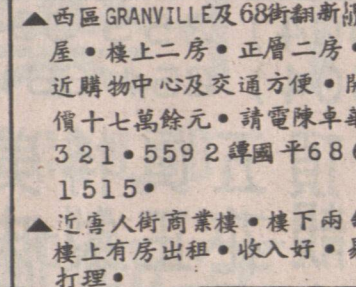 ▲西區GRANVILLE及68街翻新
屋•樓上二房•正層二房•
近購物中心及交通方便•
價十七萬餘元•請電陳卓
321•5592譚國平686
1515•
▲近唐人街商業樓•樓下兩
樓上有房出租•收入好•易
打理•